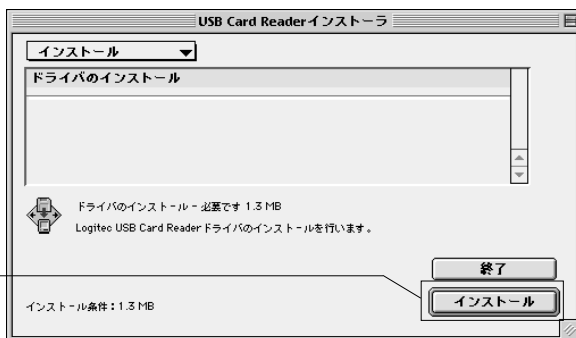 USB Card Readerインストーラ
インストール
ドライバのインストール
ドライバのインストール - 必要です 1.3 MB
Logitec USB Card Reader ドライバのインストールを行います。
終了
インストール
インストール条件：1.3 MB